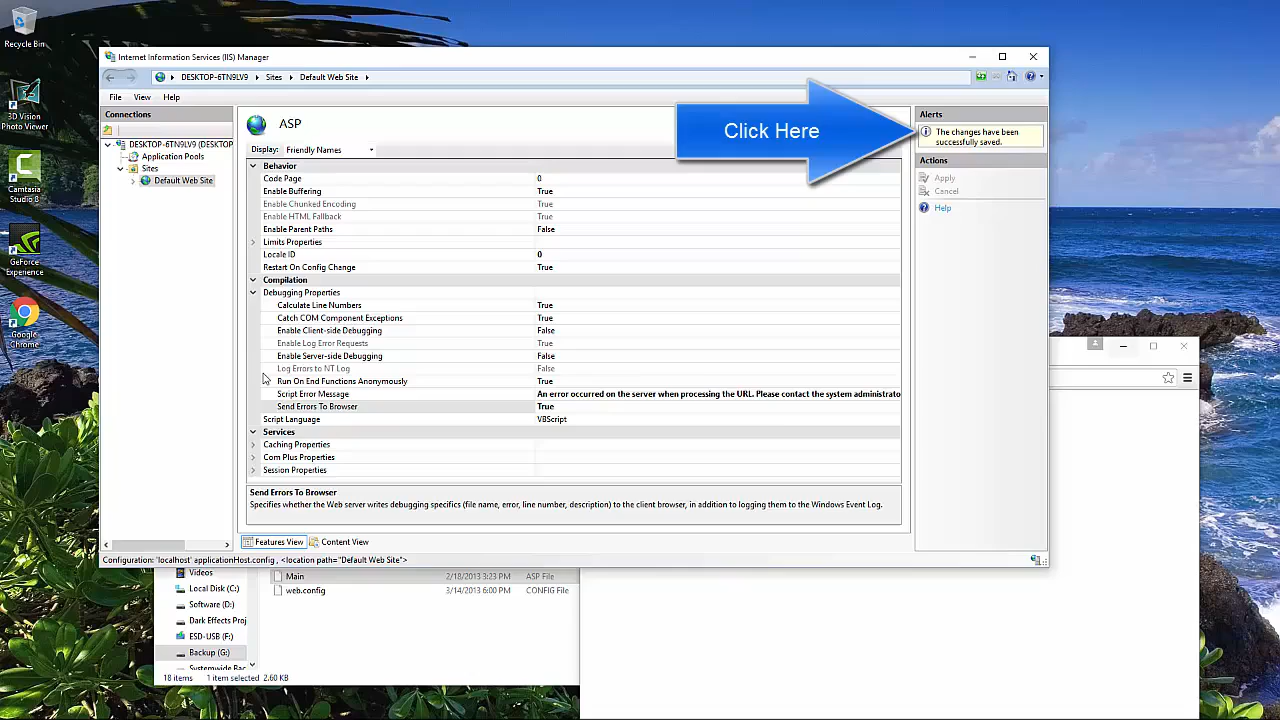 Recycle Bin
3D Vision
Photo Viewer
Camtasia
Studio 8
GeForce
Experience
Google
Chrome
Internet Information Services (IIS) Manager
DESKTOP-6TN9LV9
Sites
Default Web Site
File View Help
Connections
DESKTOP-6TN9LV9 (DESKTOP
Application Pools
Sites
Default Web Site
ASP
Display: Friendly Names
Behavior
Code Page 0
Enable Buffering True
Enable Chunked Encoding True
Enable HTML Fallback True
Enable Parent Paths False
Limits Properties
Locale ID 0
Restart On Config Change True
Compilation
Debugging Properties
Calculate Line Numbers True
Catch COM Component Exceptions True
Enable Client-side Debugging False
Enable Log Error Requests True
Enable Server-side Debugging False
Log Errors to NT Log False
Run On End Functions Anonymously True
Script Error Message An error occurred on the server when processing the URL. Please contact the system administrato
Send Errors To Browser True
Script Language VBScript
Services
Caching Properties
Com Plus Properties
Session Properties
Send Errors To Browser
Specifies whether the Web server writes debugging specifics (file name, error, line number, description) to the client browser, in addition to logging them to the Windows Event Log.
Features View Content View
Configuration: 'localhost' applicationHost.config , <location path="Default Web Site">
Click Here
Alerts
The changes have been
successfully saved.
Actions
Apply
Cancel
Help
Videos
Local Disk (C:)
Software (D:)
Dark Effects Proj
ESD-USB (F:)
Backup (G:)
Systemwide Bac
Main 2/18/2013 3:23 PM ASP File
web.config 3/14/2013 6:00 PM CONFIG File
18 items 1 item selected 2.60 KB